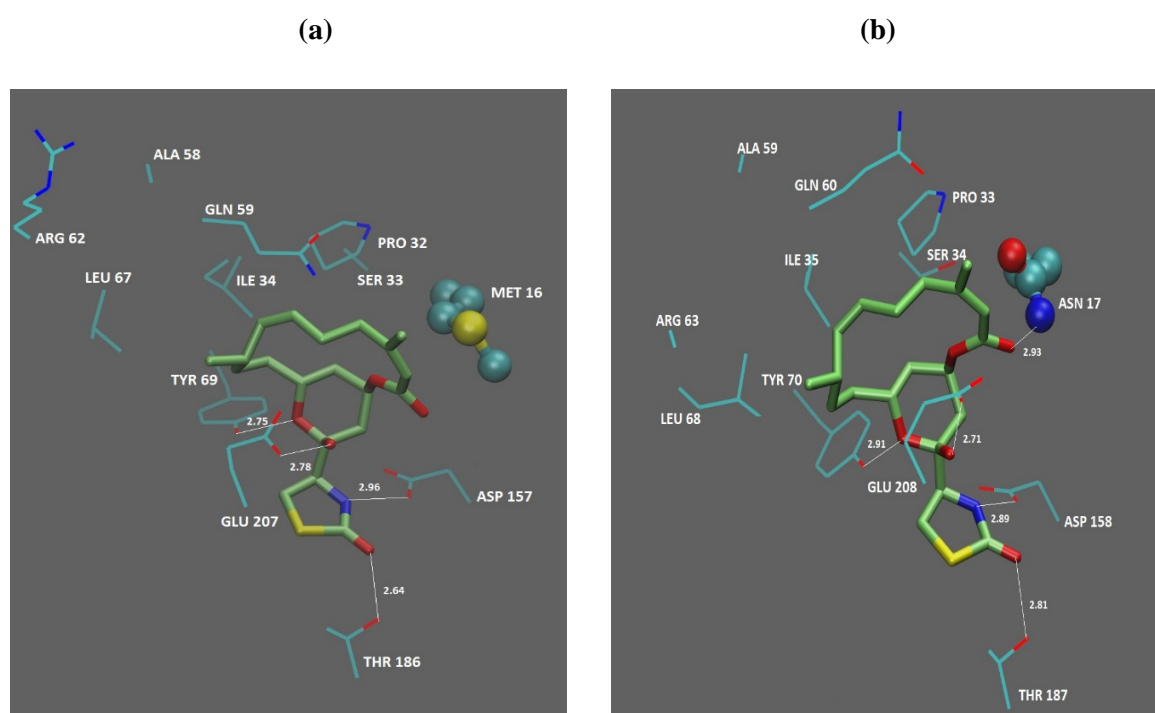 (a)
(b)
ALA 58
GLN 59
PRO 32
ARG 62
ILE 34
SER 33
LEU 67
MET 16
TYR 69
2.75
2.78
2.96
ASP 157
GLU 207
2.64
THR 186
ALA 59
GLN 60
PRO 33
ILE 35
SER 34
ASN 17
ARG 63
2.93
TYR 70
LEU 68
2.91
2.71
GLU 208
2.89
ASP 158
2.81
THR 187